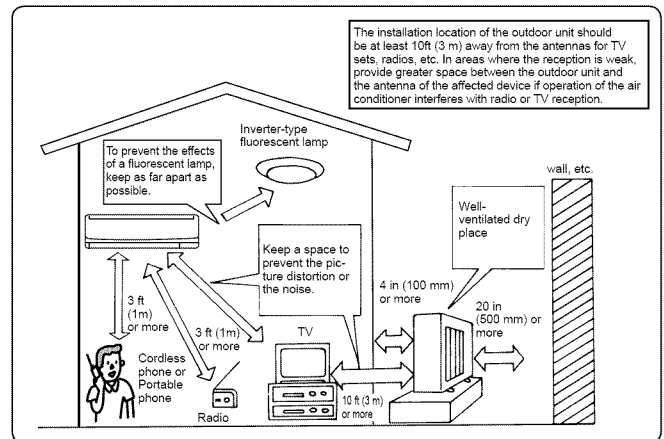 The installation location of the outdoor unit should
be at least 10ft (3 m) away from the antennas for TV
sets, radios, etc. In areas where the reception is weak,
provide greater space between the outdoor unit and
the antenna of the affected device if operation of the air
conditioner interferes with radio or TV reception.
Inverter-type
fluorescent lamp
To prevent the effects
of a fluorescent lamp,
keep as far apart as
possible.
wall, etc.
Well-
ventilated dry
place
Keep a space to
prevent the pic-
ture distortion or
the noise.
4 in (100 mm)
or more
20 in
(500 mm) or
more
3 ft
(1m)
or more
3 ft (1m)
or more
TV
Cordless
phone or
Portable
phone
Radio
10 ft (3 m)
or more